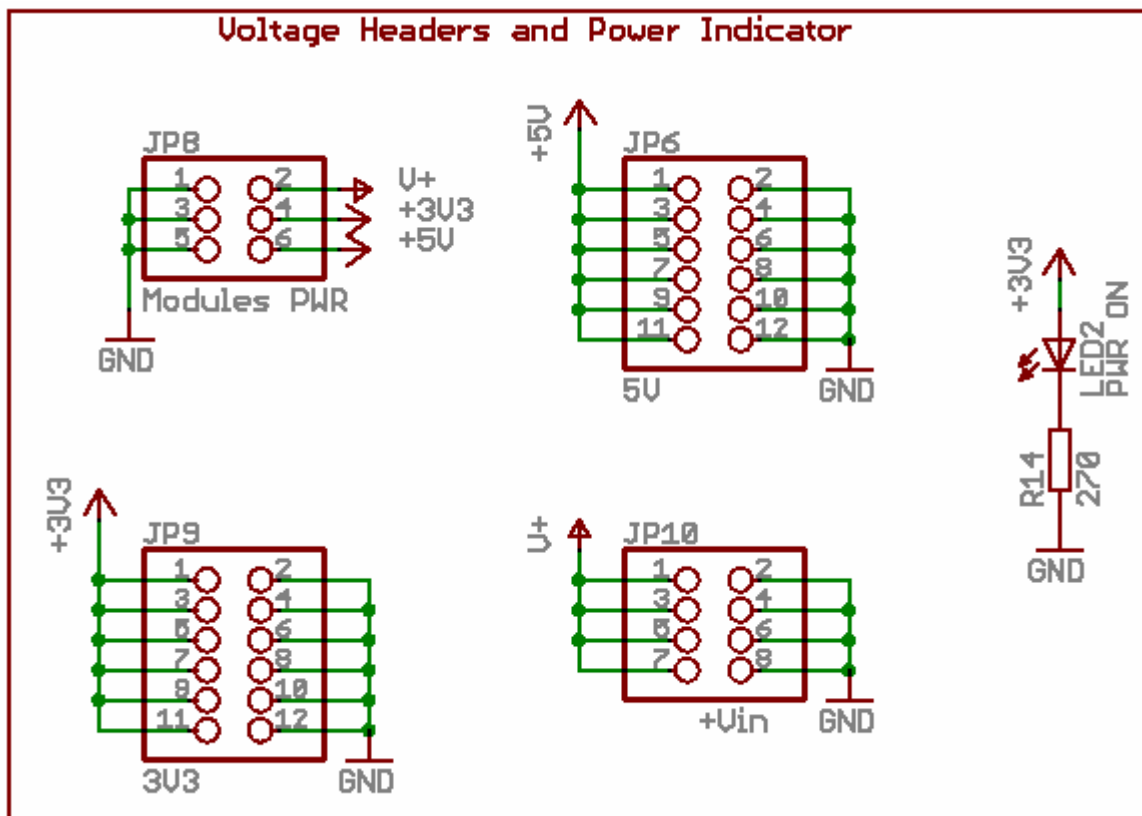 Voltage Headers and Power Indicator
JP8
1 2 V+
3 4 +3V3
5 6 +5V
Modules PWR
GND
+5V
JP6
1 2
3 4
5 6
7 8
9 10
11 12
5V
GND
+3V3
LED2
PWR ON
R14
270
GND
+3V3
JP9
1 2
3 4
5 6
7 8
9 10
11 12
3V3
GND
V+
JP10
1 2
3 4
5 6
7 8
+Vin
GND